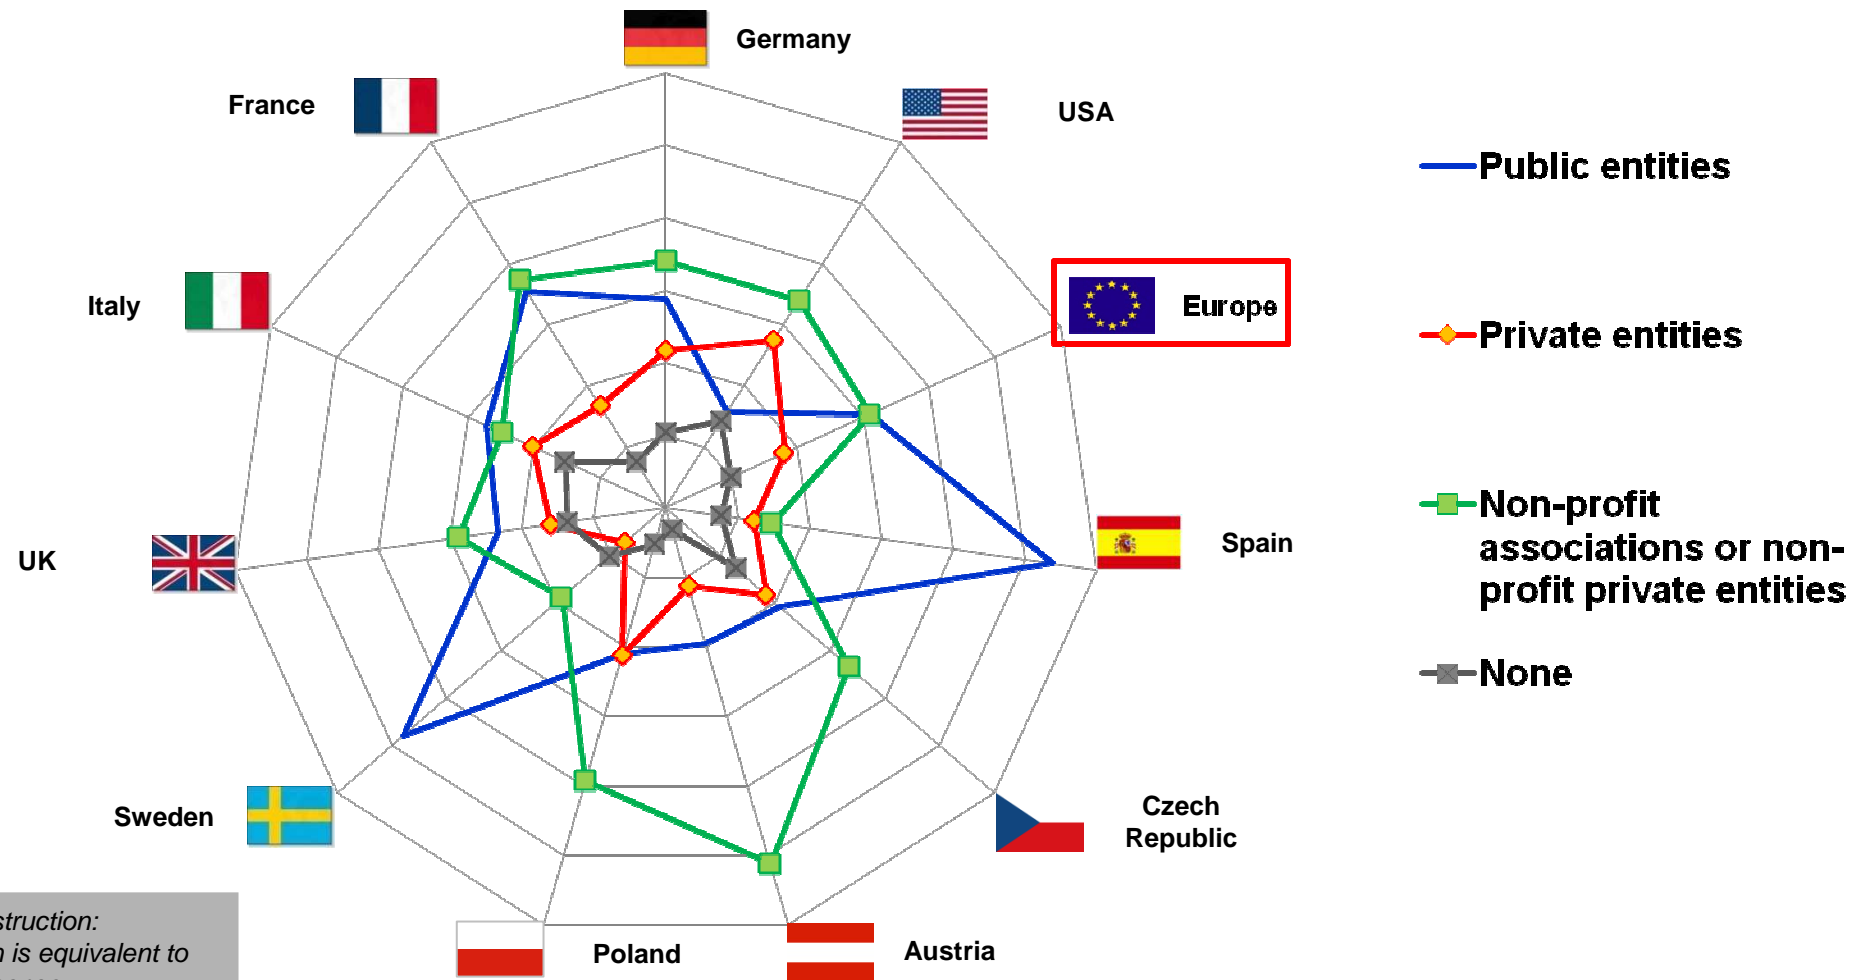 Germany
France
USA
Europe
Italy
Spain
UK
Czech
Republic
Sweden
Poland
Austria
Public entities
Private entities
Non-profit
associations or non-
profit private entities
None
is equivalent to